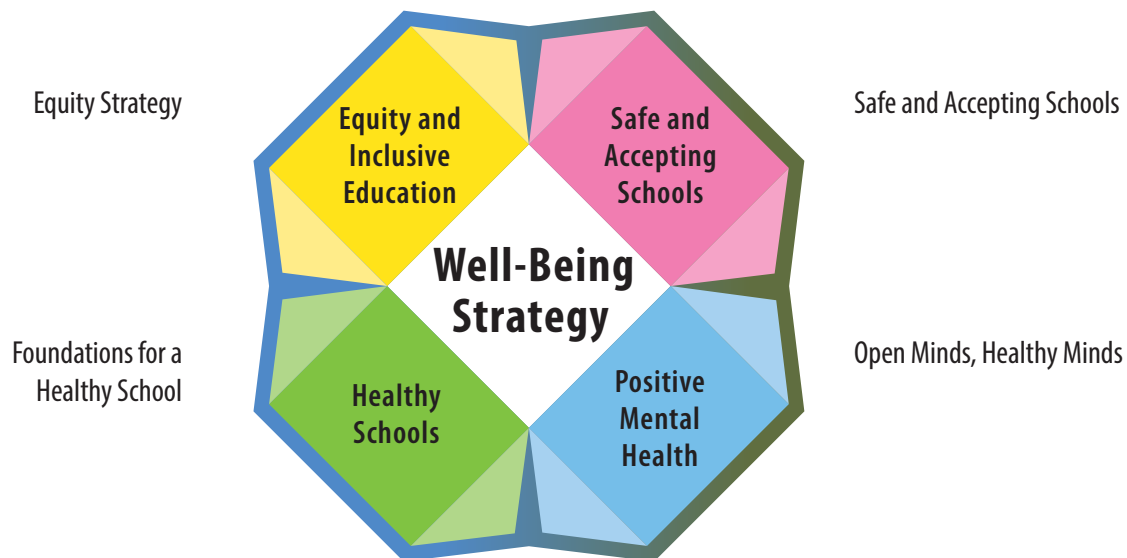 Equity Strategy
Equity and
Inclusive
Education
Safe and
Accepting
Schools
Safe and Accepting Schools
Well-Being
Strategy
Foundations for a
Healthy School
Healthy
Schools
Positive
Mental
Health
Open Minds, Healthy Minds